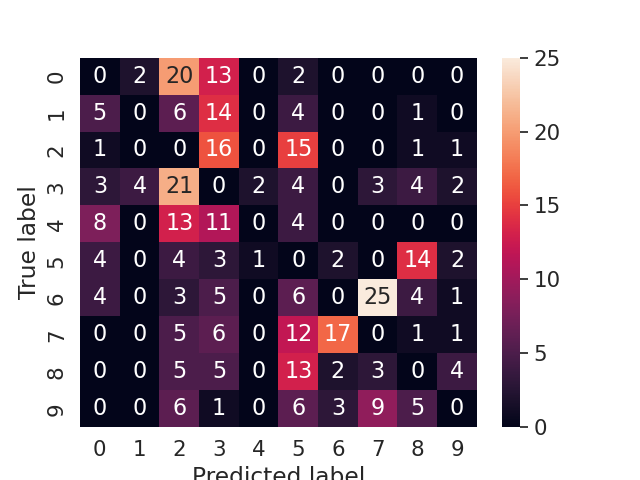 0 0 2 20 13 0 2 0 0 0 0
1 5 0 6 14 0 4 0 0 1 0
2 1 0 0 16 0 15 0 0 1 1
3 3 4 21 0 2 4 0 3 4 2
4 8 0 13 11 0 4 0 0 0 0
5 4 0 4 3 1 0 2 0 14 2
6 4 0 3 5 0 6 0 25 4 1
7 0 0 5 6 0 12 17 0 1 1
8 0 0 5 5 0 13 2 3 0 4
9 0 0 6 1 0 6 3 9 5 0
0 1 2 3 4 5 6 7 8 9
True label
Predicted label
25
20
15
10
5
0